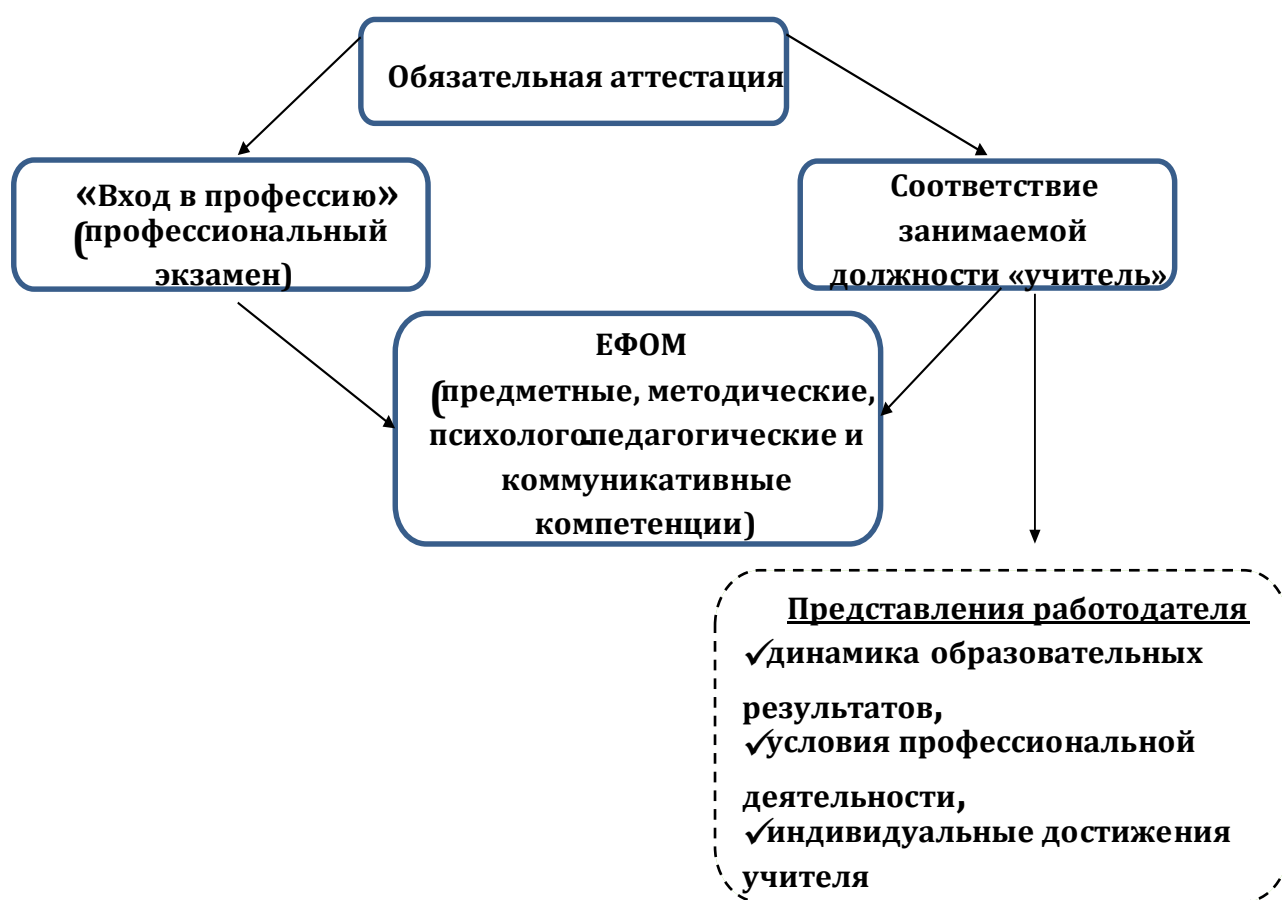 Обязательная аттестация
«Вход в профессию»
(профессиональный
экзамен)
Соответствие
занимаемой
должности «учитель»
ЕФОМ
(предметные, методические,
психолого-педагогические и
коммуникативные
компетенции)
Представления работодателя
✓динамика образовательных
результатов,
✓условия профессиональной
деятельности,
✓индивидуальные достижения
учителя